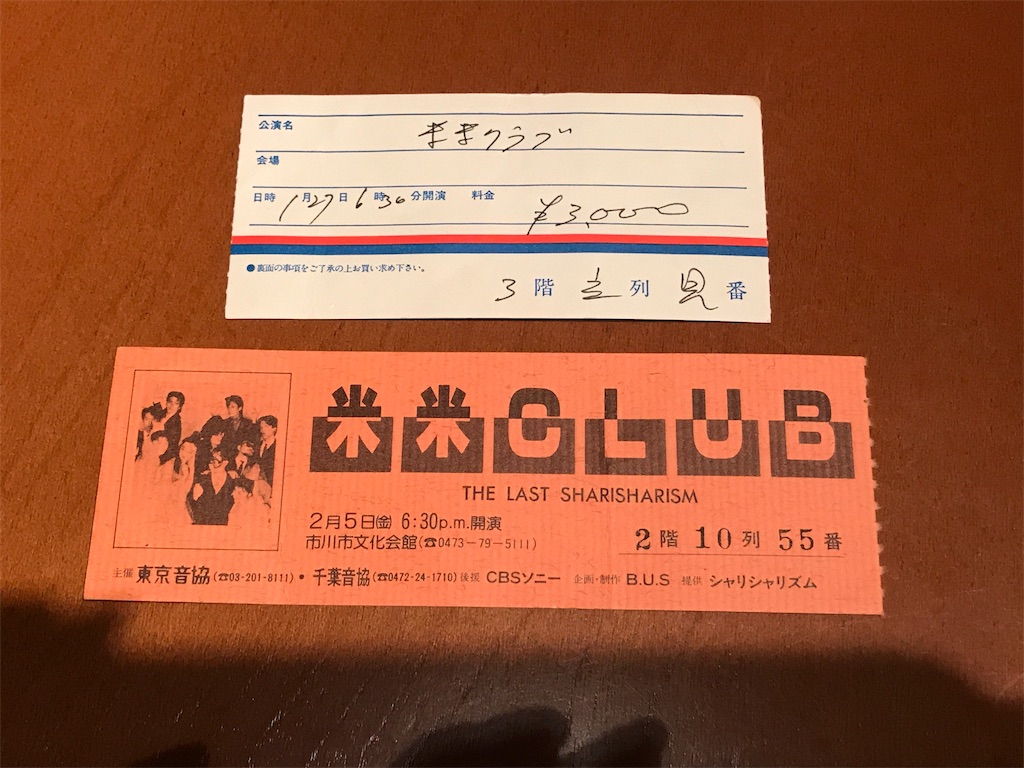 公演名 米米クラブ
会場
日時 1月27日6時30分開演 料金 ¥3,000
●裏面の事項をご了承の上お買い求め下さい。
3階 立列 見番
米米CLUB
THE LAST SHARISHARISM
2月5日(金) 6:30p.m.開演
市川市文化会館(☎0473-79-5111)
2階 10列 55番
主催 東京音協(☎03-201-8111)・千葉音協(☎0472-24-1710) 後援 CBSソニー 企画・制作 B.U.S 提供 シャリシャリズム